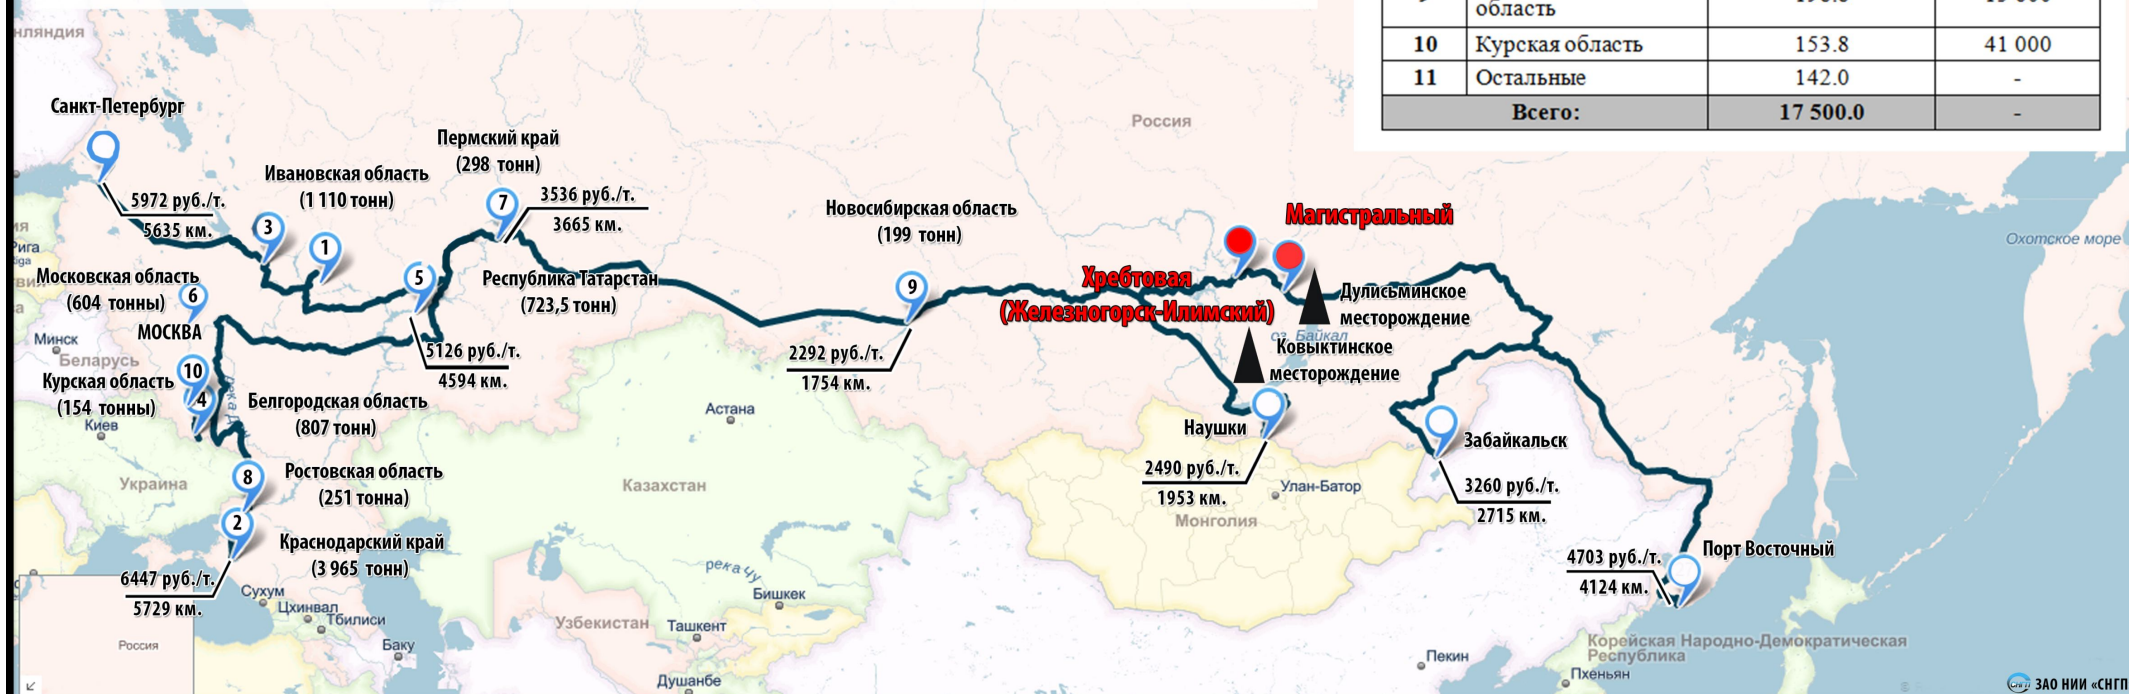 область
10 Курская область 153.8 41 000
11 Остальные 142.0 -
Всего: 17 500.0 -
Россия
Санкт-Петербург
5972 руб./т.
5635 км.
Ивановская область
(1 110 тонн)
3
1
Пермский край
(298 тонн)
7
3536 руб./т.
3665 км.
Новосибирская область
(199 тонн)
9
2292 руб./т.
1754 км.
Магистральный
Хребтовая
(Железногорск-Илимский)
Дулисьминское
месторождение
оз. Байкал
Ковыктинское
месторождение
Охотское море
Рига
Московская область
(604 тонны)
6
МОСКВА
5
Республика Татарстан
(723,5 тонн)
5126 руб./т.
4594 км.
Минск
Беларусь
10
Курская область
(154 тонны)
4
Белгородская область
(807 тонн)
Киев
Украина
Ростовская область
(251 тонна)
8
2
Краснодарский край
(3 965 тонн)
6447 руб./т.
5729 км.
Астана
Казахстан
Наушки
2490 руб./т.
1953 км.
Улан-Батор
Монголия
Забайкальск
3260 руб./т.
2715 км.
Порт Восточный
4703 руб./т.
4124 км.
Сухум
Цхинвал
Тбилиси
Баку
Россия
река Чу
Бишкек
Узбекистан
Ташкент
Душанбе
Пекин
Корейская Народно-Демократическая
Республика
Пхеньян
СНГП ЗАО НИИ «СНГП